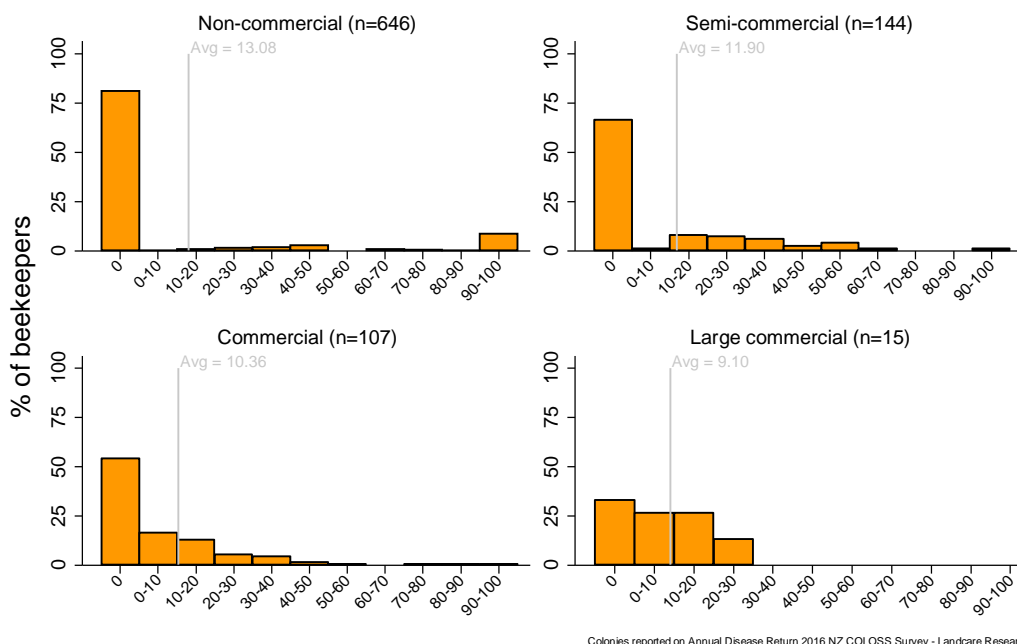 Non-commercial (n=646)
Avg = 13.08
100
75
50
25
0
0 0-10 10-20 20-30 30-40 40-50 50-60 60-70 70-80 80-90 90-100
Semi-commercial (n=144)
Avg = 11.90
100
75
50
25
0
0 0-10 10-20 20-30 30-40 40-50 50-60 60-70 70-80 80-90 90-100
% of beekeepers
Commercial (n=107)
Avg = 10.36
100
75
50
25
0
0 0-10 10-20 20-30 30-40 40-50 50-60 60-70 70-80 80-90 90-100
Large commercial (n=15)
Avg = 9.10
100
75
50
25
0
0 0-10 10-20 20-30 30-40 40-50 50-60 60-70 70-80 80-90 90-100
Colonies reported on Annual Disease Return 2016 NZ COLOSS Survey - Landcare Resea